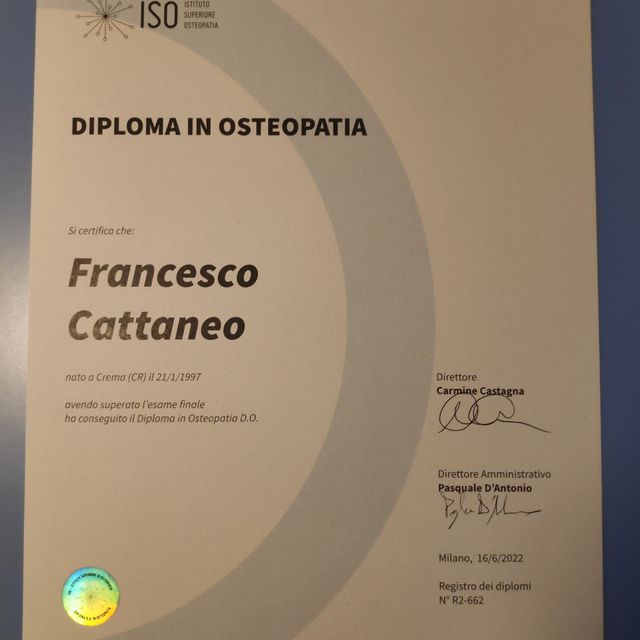 ISO
ISTITUTO
SUPERIORE
OSTEOPATIA
DIPLOMA IN OSTEOPATIA
Si certifica che:
Francesco
Cattaneo
nato a Crema (CR) il 21/1/1997
avendo superato l'esame finale
ha conseguito il Diploma in Osteopatia D.O.
Direttore
Carmine Castagna
Direttore Amministrativo
Pasquale D'Antonio
Milano, 16/6/2022
Registro dei diplomi
N° R2-662